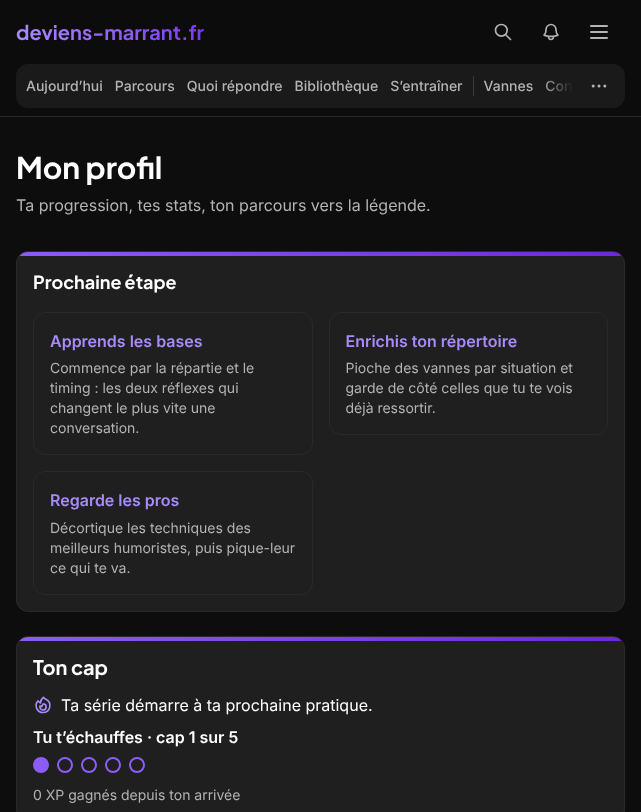 deviens-marrant.fr
Aujourd’hui Parcours Quoi répondre Bibliothèque S’entraîner Vannes Con
Mon profil
Ta progression, tes stats, ton parcours vers la légende.
Prochaine étape
Apprends les bases
Commence par la répartie et le
timing : les deux réflexes qui
changent le plus vite une
conversation.
Enrichis ton répertoire
Pioche des vannes par situation et
garde de côté celles que tu te vois
déjà ressortir.
Regarde les pros
Décortique les techniques des
meilleurs humoristes, puis pique-leur
ce qui te va.
Ton cap
Ta série démarre à ta prochaine pratique.
Tu t’échauffes · cap 1 sur 5
0 XP gagnés depuis ton arrivée